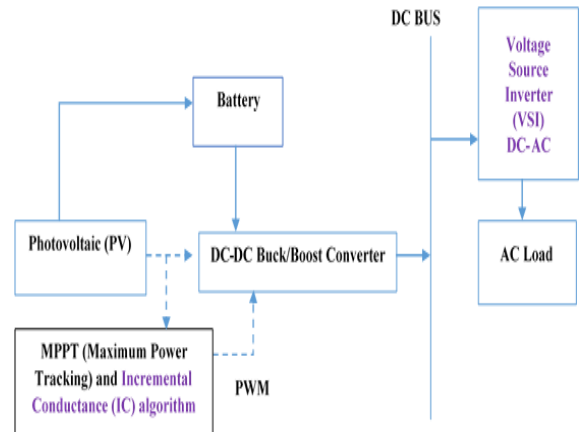 DC BUS
Voltage
Source
Inverter
(VSI)
DC-AC
Battery
Photovoltaic (PV)
DC-DC Buck/Boost Converter
AC Load
MPPT (Maximum Power
Tracking) and Incremental
Conductance (IC) algorithm
PWM